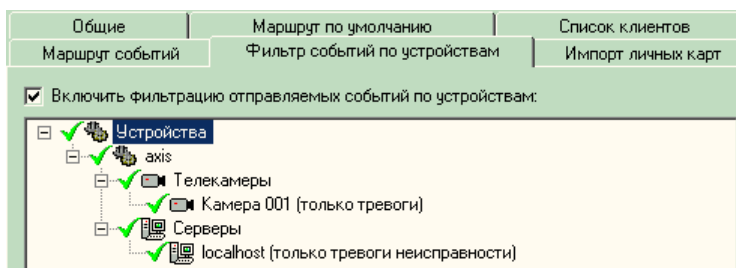 Общие Маршрут по умолчанию Список клиентов
Маршрут событий Фильтр событий по устройствам Импорт личных карт
Включить фильтрацию отправляемых событий по устройствам:
Устройства
axis
Телекамеры
Камера 001 (только тревоги)
Серверы
localhost (только тревоги неисправности)